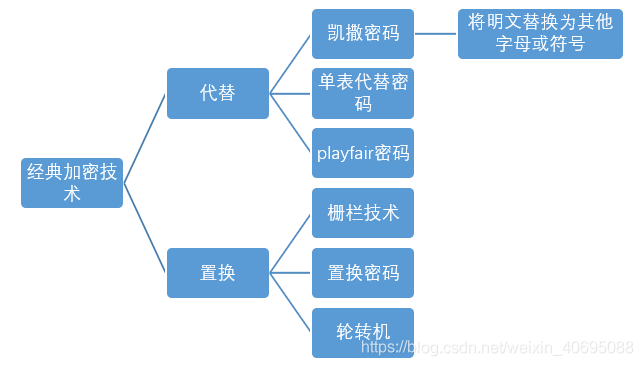 凯撒密码
将明文替换为其他
字母或符号
代替
单表代替密
码
playfair密码
经典加密技
术
栅栏技术
置换
置换密码
轮转机
https://blog.csdn.net/weixin_40695088